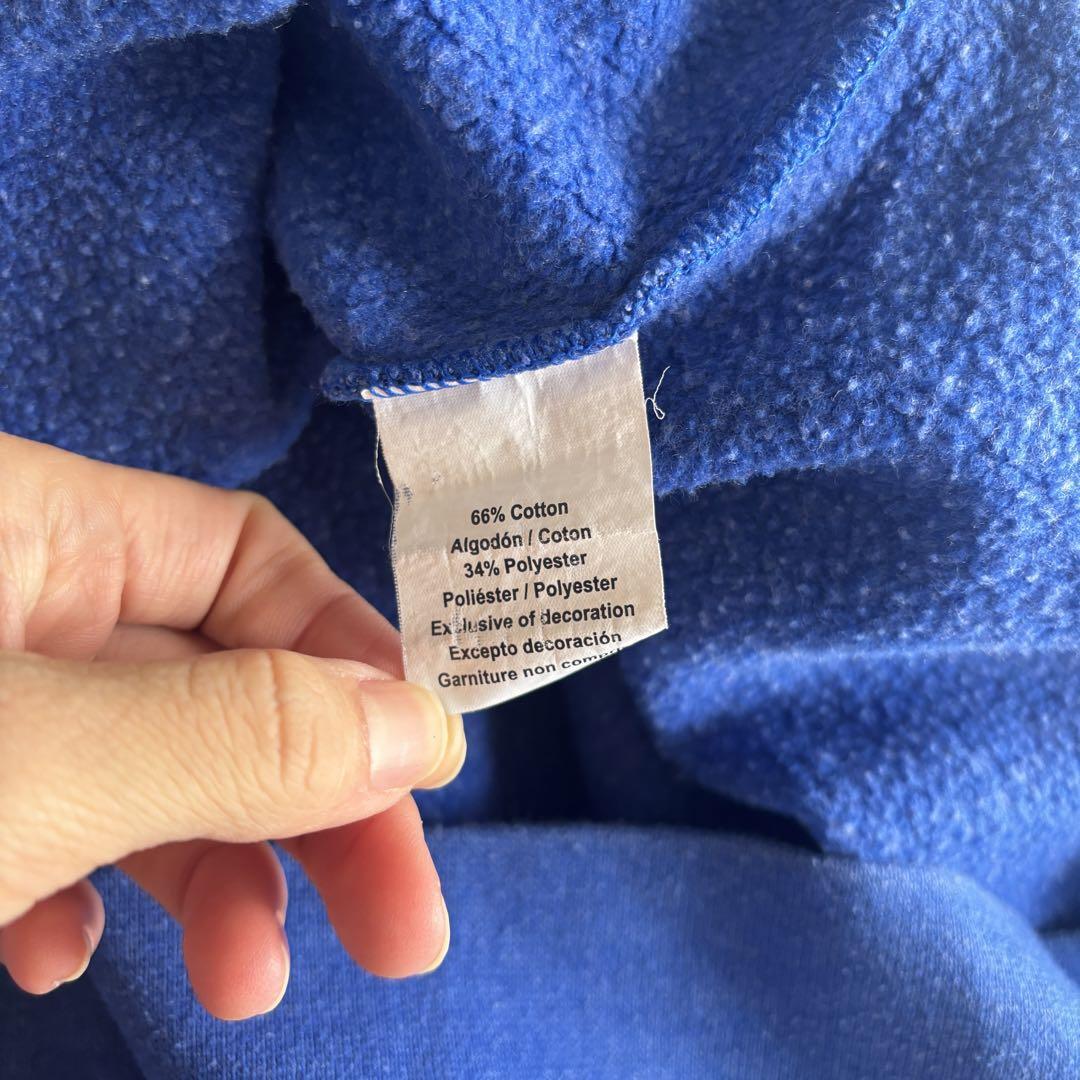 66% Cotton
Algodón / Coton
34% Polyester
Poliéster / Polyester
Exclusive of decoration
Excepto decoración
Garniture non